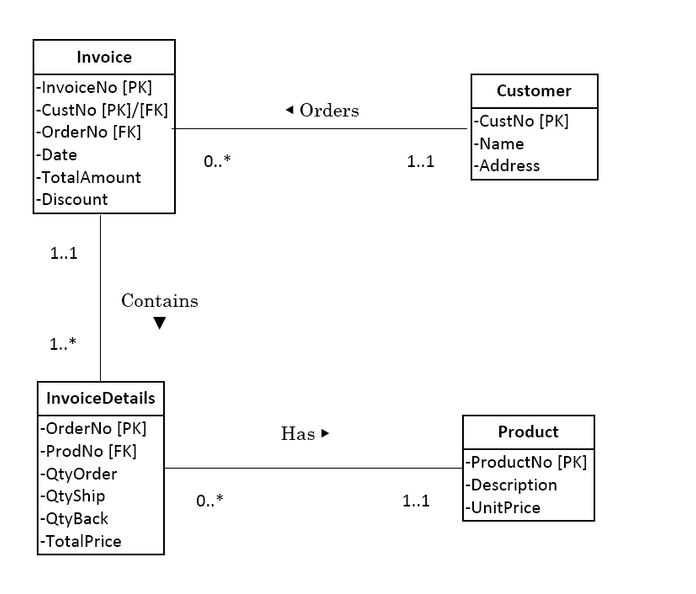 Invoice
-InvoiceNo [PK]
-CustNo [PK]/[FK]
-OrderNo [FK]
-Date
-TotalAmount
-Discount
◄ Orders
0..*
1..1
Customer
-CustNo [PK]
-Name
-Address
1..1
Contains
▼
1..*
InvoiceDetails
-OrderNo [PK]
-ProdNo [FK]
-QtyOrder
-QtyShip
-QtyBack
-TotalPrice
Has ►
0..*
1..1
Product
-ProductNo [PK]
-Description
-UnitPrice